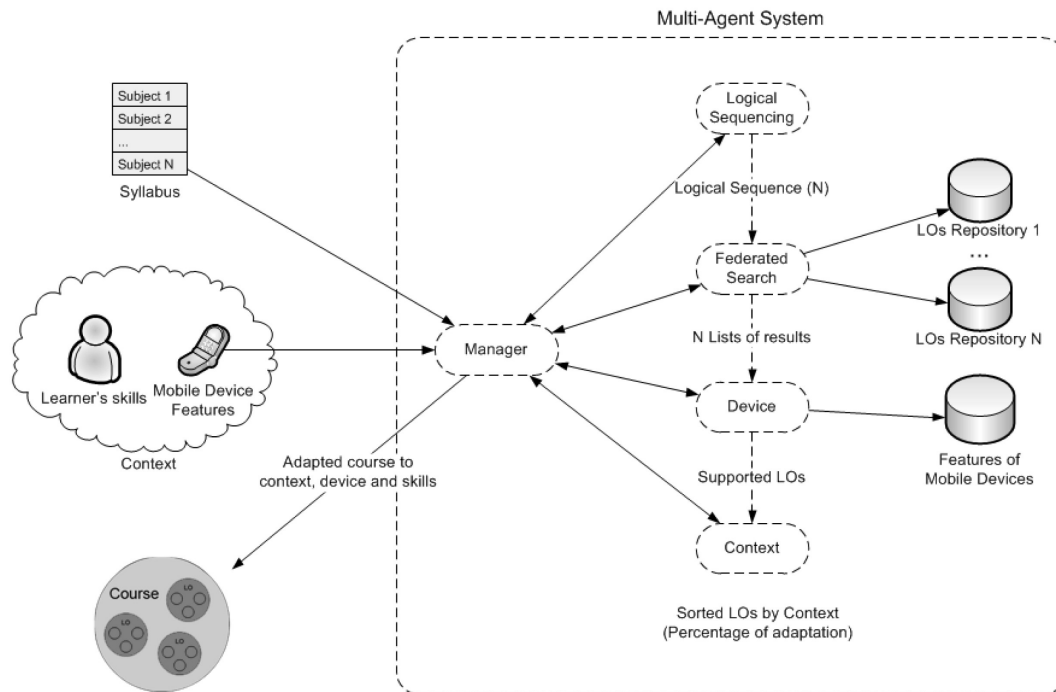 Multi-Agent System
Subject 1
Subject 2
...
Subject N
Syllabus
Learner's skills
Mobile Device
Features
Context
Manager
Adapted course to
context, device and skills
Course
LO
LO
LO
Logical
Sequencing
Logical Sequence (N)
Federated
Search
N Lists of results
Device
Supported LOs
Context
Sorted LOs by Context
(Percentage of adaptation)
LOs Repository 1
...
LOs Repository N
Features of
Mobile Devices